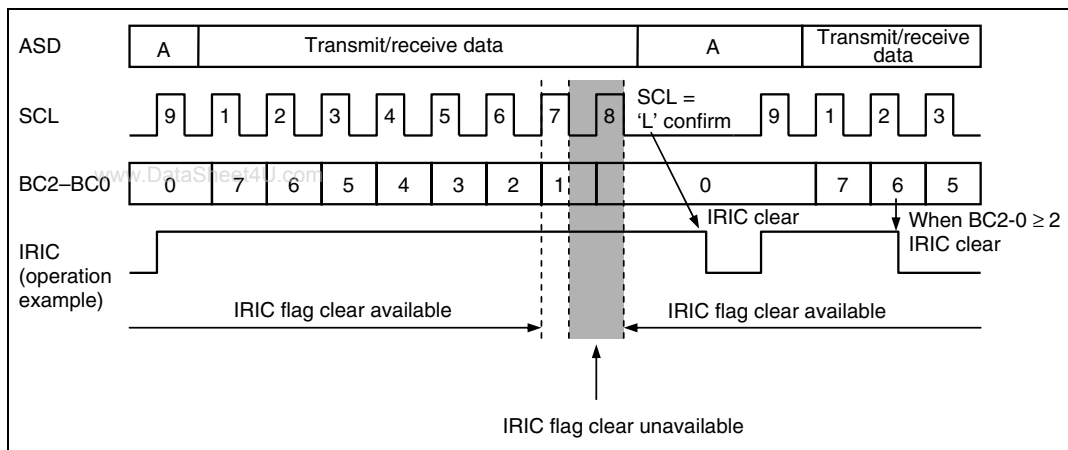 ASD A Transmit/receive data A Transmit/receive data
SCL 9 1 2 3 4 5 6 7 8 SCL = 'L' confirm 9 1 2 3
BC2–BC0 0 7 6 5 4 3 2 1 0 7 6 5
www.DataSheet4U.com
IRIC (operation example)
IRIC clear
When BC2-0 ≥ 2 IRIC clear
IRIC flag clear available
IRIC flag clear available
IRIC flag clear unavailable